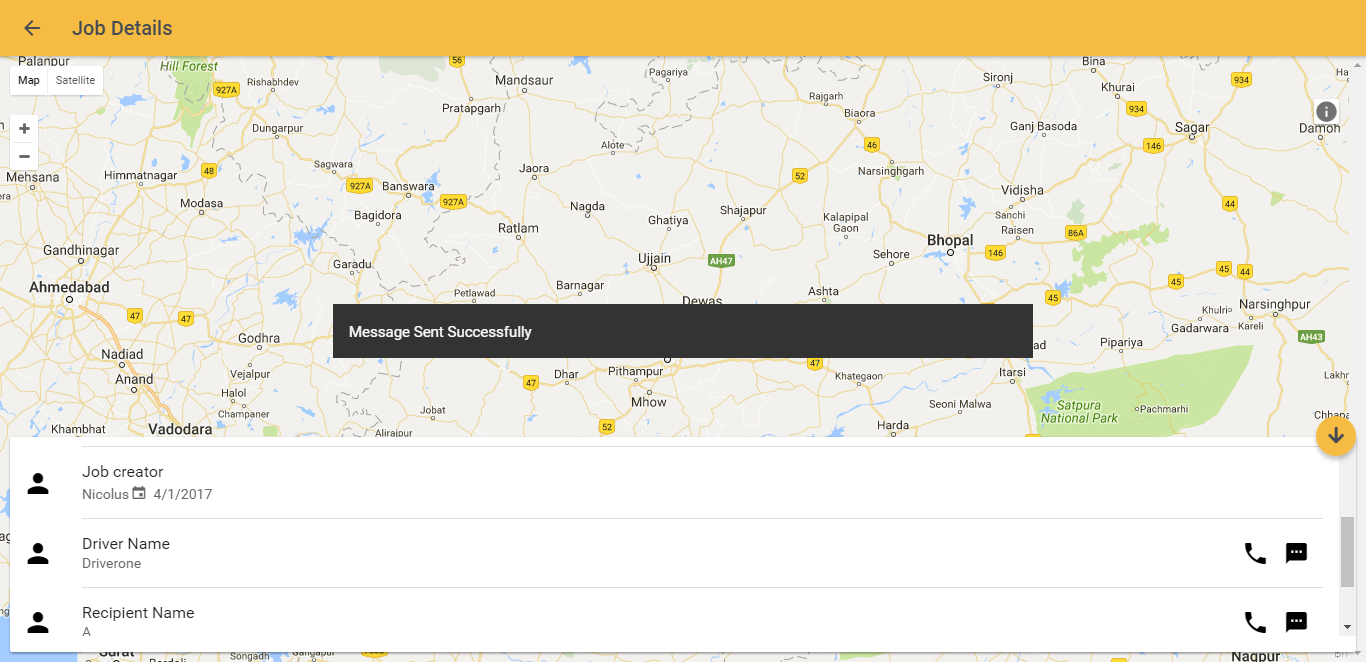 Job Details
Palanpur
Hill Forest
56
Bina
Map
Satellite
927A
Rishabhdev
Mandsaur
Pagariya
Sironj
934
Khurai
Pratapgarh
Rajgarh
934
Biaora
Dungarpur
Ganj Basoda
Sagar
Damoh
Alote
46
146
Mehsana
Himmatnagar
48
Sagwara
927A
Banswara
Jaora
52
Narsinghgarh
Vidisha
Modasa
927A
Nagda
Shajapur
44
Bagidora
Ghatiya
Kalapipal
Gaon
Sanchi
Ratlam
Raisen
86A
Gandhinagar
Bhopal
146
Garadu
Ujjain
AH47
Sehore
45
44
Ahmedabad
Barnagar
45
Petlawad
Ashta
45
Dewas
Narsinghpur
47
47
Khulri
Message Sent Successfully
Gadarwara
Kareli
Godhra
AH43
ad
Pipariya
Nadiad
47
Vejalpur
Dhar
Pithampur
Khategaon
Itarsi
Anand
47
Halol
Mhow
Champaner
Jobat
Seoni Malwa
Satpura
National Park
Pachmarhi
Khambhat
Vadodara
52
Harda
Alirajpur
Job creator
Nicolus 4/1/2017
Driver Name
Driverone
Recipient Name
A
Surat
Bardoli
Songadh
Nagpur